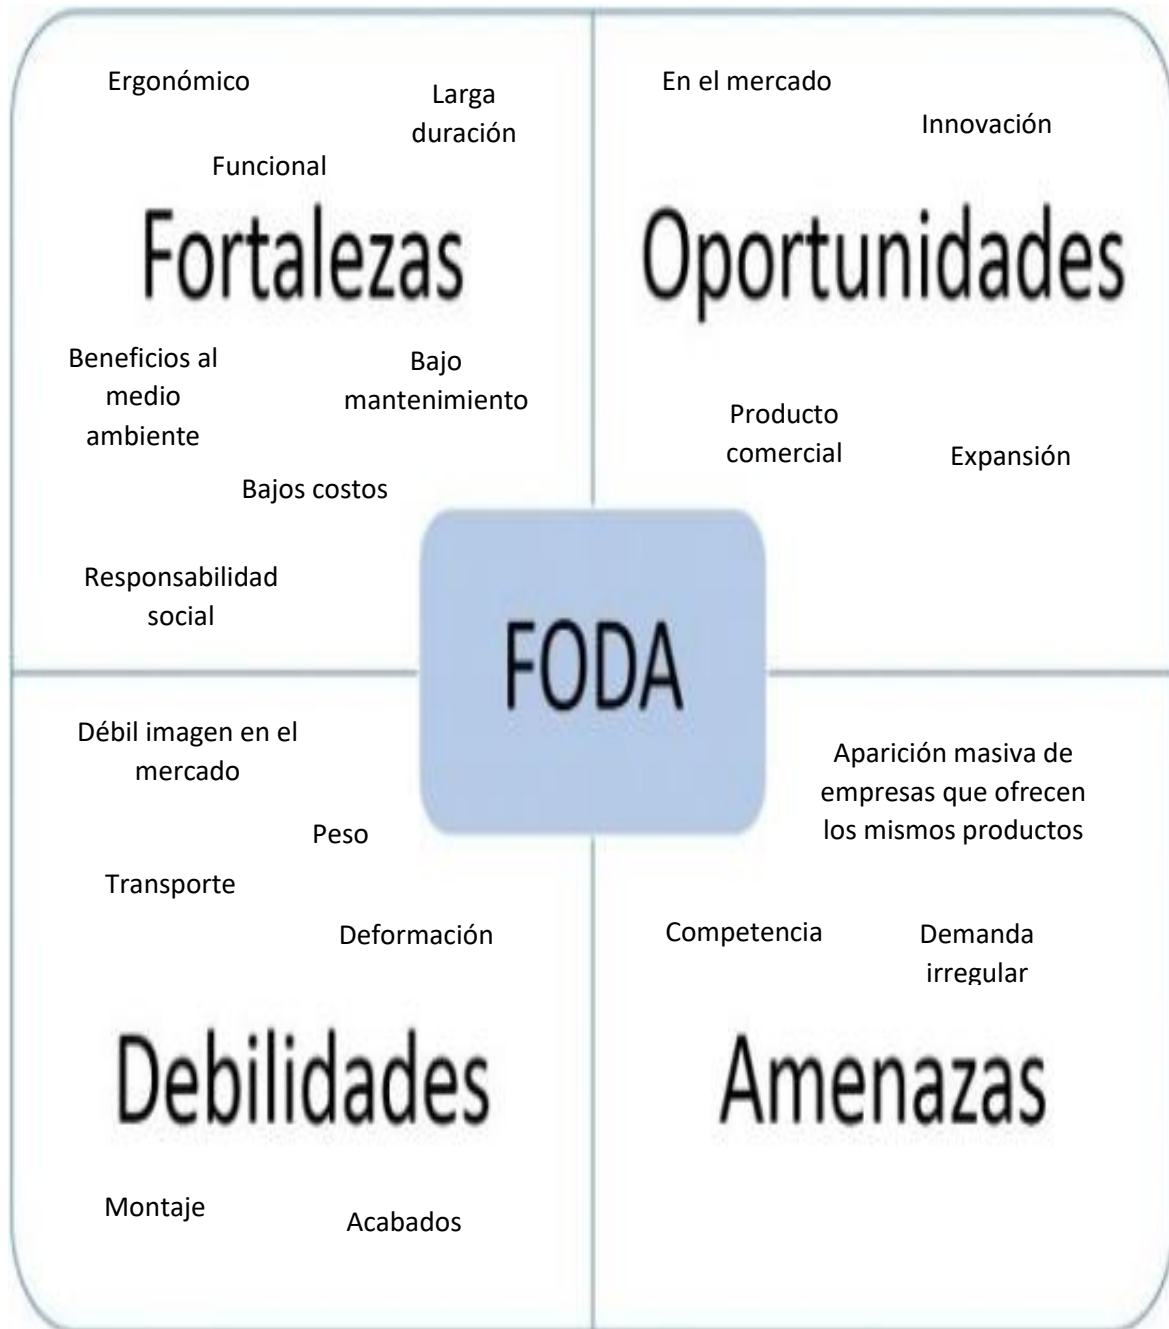 Ergonómico
Larga
duración
Funcional
Fortalezas
Beneficios al
medio
ambiente
Bajo
mantenimiento
Bajos costos
Responsabilidad
social
En el mercado
Innovación
Oportunidades
Producto
comercial
Expansión
FODA
Débil imagen en el
mercado
Peso
Transporte
Deformación
Debilidades
Montaje
Acabados
Aparición masiva de
empresas que ofrecen
los mismos productos
Competencia
Demanda
irregular
Amenazas